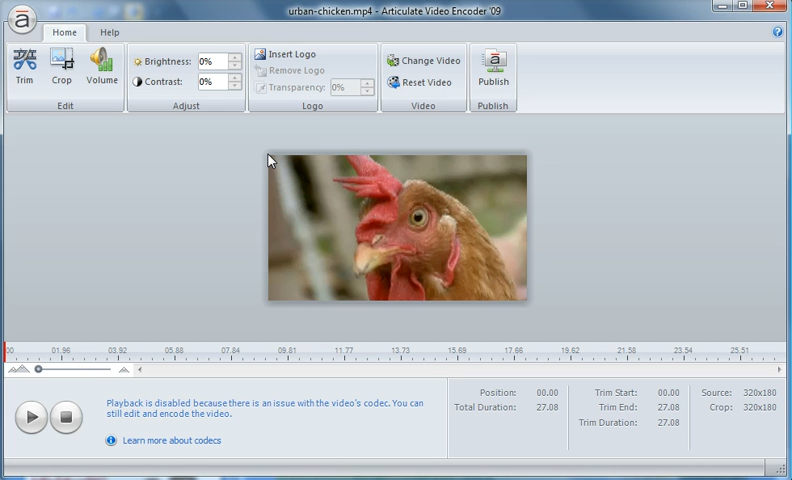 urban-chicken.mp4 - Articulate Video Encoder '09
Home Help
Trim Crop Volume
Edit
Brightness: 0%
Contrast: 0%
Adjust
Insert Logo
Remove Logo
Transparency: 0%
Logo
Change Video
Reset Video
Video
Publish
Publish
00 01.96 03.92 05.88 07.84 09.81 11.77 13.73 15.69 17.66 19.62 21.58 23.54 25.51
Playback is disabled because there is an issue with the video's codec. You can
still edit and encode the video.
Learn more about codecs
Position: 00.00
Total Duration: 27.08
Trim Start: 00.00
Trim End: 27.08
Trim Duration: 27.08
Source: 320x180
Crop: 320x180